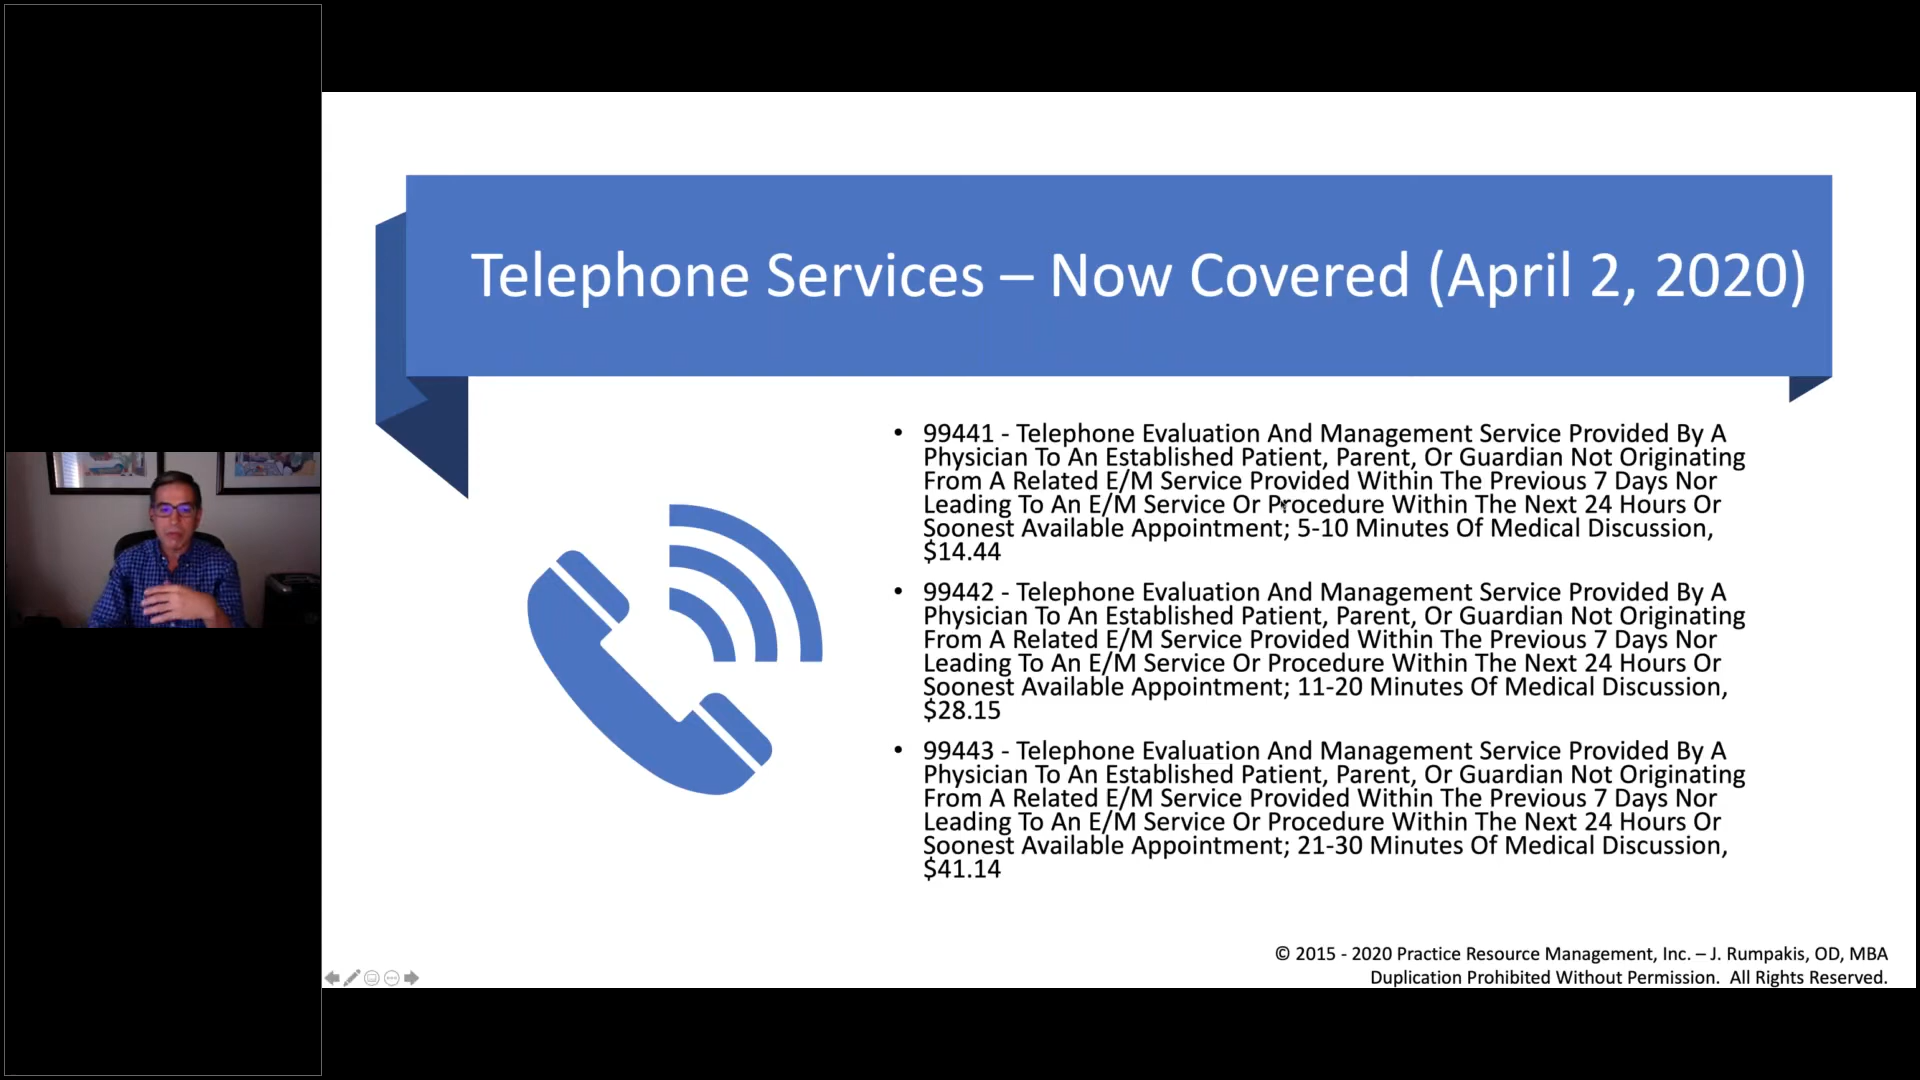 Telephone Services – Now Covered (April 2, 2020)
• 99441 - Telephone Evaluation And Management Service Provided By A
Physician To An Established Patient, Parent, Or Guardian Not Originating
From A Related E/M Service Provided Within The Previous 7 Days Nor
Leading To An E/M Service Or Procedure Within The Next 24 Hours Or
Soonest Available Appointment; 5-10 Minutes Of Medical Discussion,
$14.44
• 99442 - Telephone Evaluation And Management Service Provided By A
Physician To An Established Patient, Parent, Or Guardian Not Originating
From A Related E/M Service Provided Within The Previous 7 Days Nor
Leading To An E/M Service Or Procedure Within The Next 24 Hours Or
Soonest Available Appointment; 11-20 Minutes Of Medical Discussion,
$28.15
• 99443 - Telephone Evaluation And Management Service Provided By A
Physician To An Established Patient, Parent, Or Guardian Not Originating
From A Related E/M Service Provided Within The Previous 7 Days Nor
Leading To An E/M Service Or Procedure Within The Next 24 Hours Or
Soonest Available Appointment; 21-30 Minutes Of Medical Discussion,
$41.14
© 2015 - 2020 Practice Resource Management, Inc. – J. Rumpakis, OD, MBA
Duplication Prohibited Without Permission. All Rights Reserved.